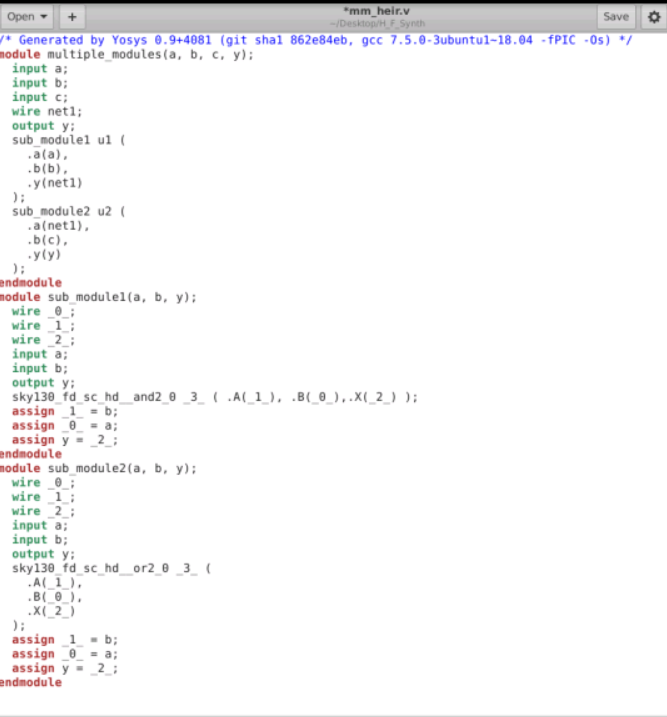 Open
+
*mm_heir.v
~/Desktop/H_F_Synth
Save
/* Generated by Yosys 0.9+4081 (git sha1 862e84eb, gcc 7.5.0-3ubuntu1~18.04 -fPIC -Os) */
module multiple_modules(a, b, c, y);
  input a;
  input b;
  input c;
  wire net1;
  output y;
  sub_module1 u1 (
    .a(a),
    .b(b),
    .y(net1)
  );
  sub_module2 u2 (
    .a(net1),
    .b(c),
    .y(y)
  );
endmodule
module sub_module1(a, b, y);
  wire _0_;
  wire _1_;
  wire _2_;
  input a;
  input b;
  output y;
  sky130_fd_sc_hd__and2_0 _3_ ( .A(_1_), .B(_0_),.X(_2_) );
  assign _1_ = b;
  assign _0_ = a;
  assign y = _2_;
endmodule
module sub_module2(a, b, y);
  wire _0_;
  wire _1_;
  wire _2_;
  input a;
  input b;
  output y;
  sky130_fd_sc_hd__or2_0 _3_ (
    .A(_1_),
    .B(_0_),
    .X(_2_)
  );
  assign _1_ = b;
  assign _0_ = a;
  assign y = _2_;
endmodule